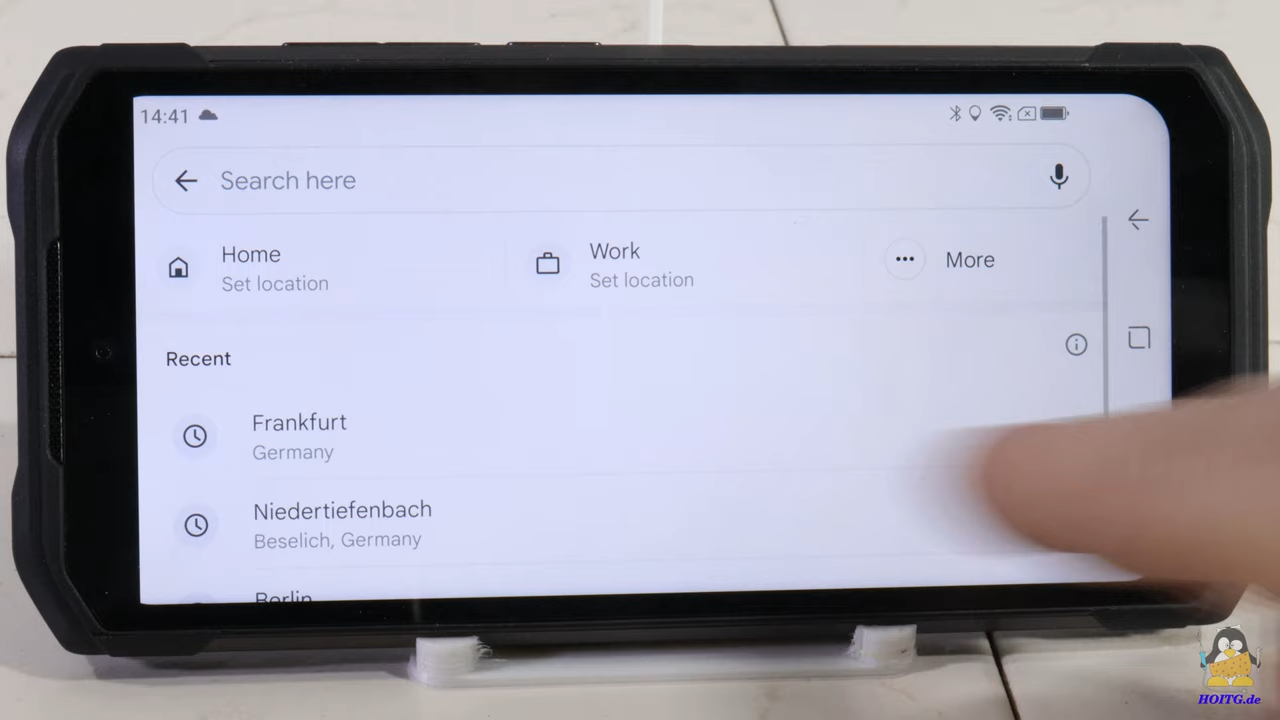 14:41
Search here
Home
Set location
Work
Set location
More
Recent
Frankfurt
Germany
Niedertiefenbach
Beselich, Germany
Berlin
HOITG.de